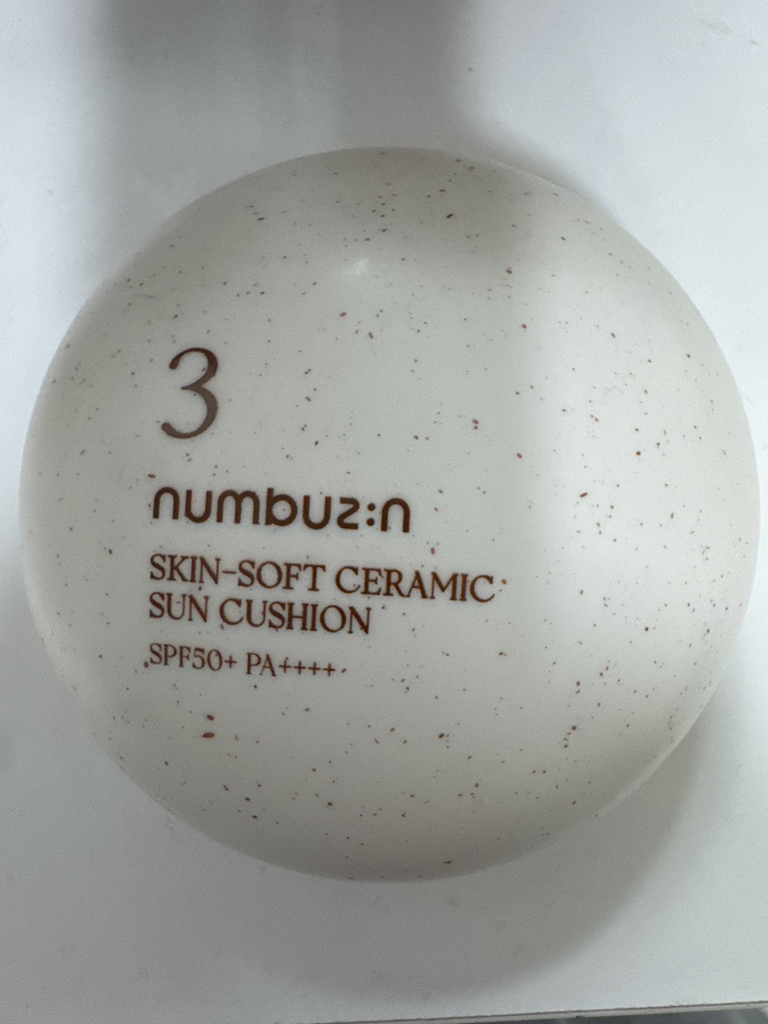 3
numbuz:n
SKIN-SOFT CERAMIC
SUN CUSHION
SPF50+ PA++++